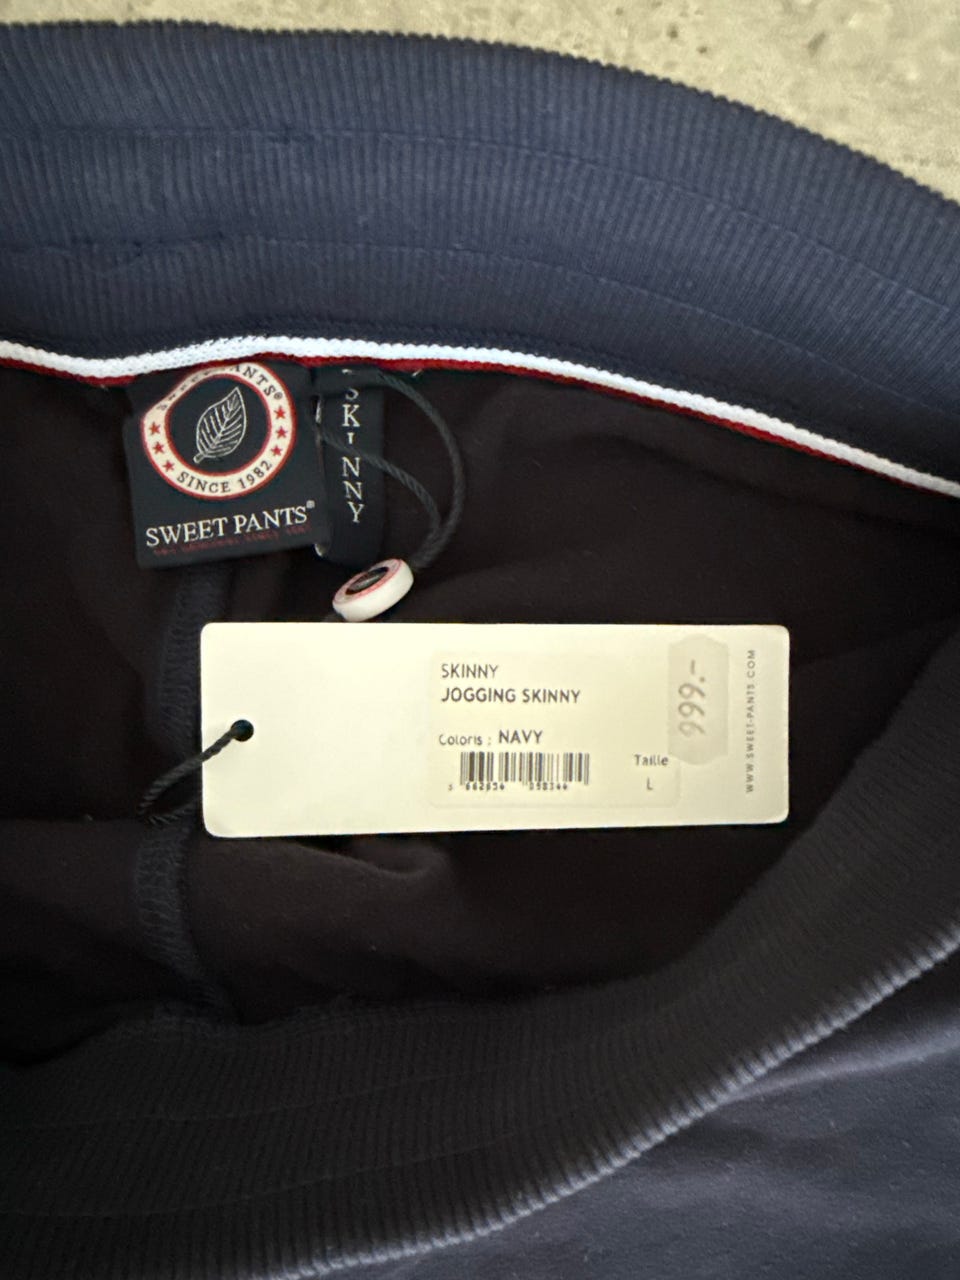 SWEET PANTS®
SINCE 1982
SWEET PANTS®
SKINNY
SKINNY
JOGGING SKINNY
Coloris : NAVY
Taille
L
999.-
WWW.SWEET-PANTS.COM